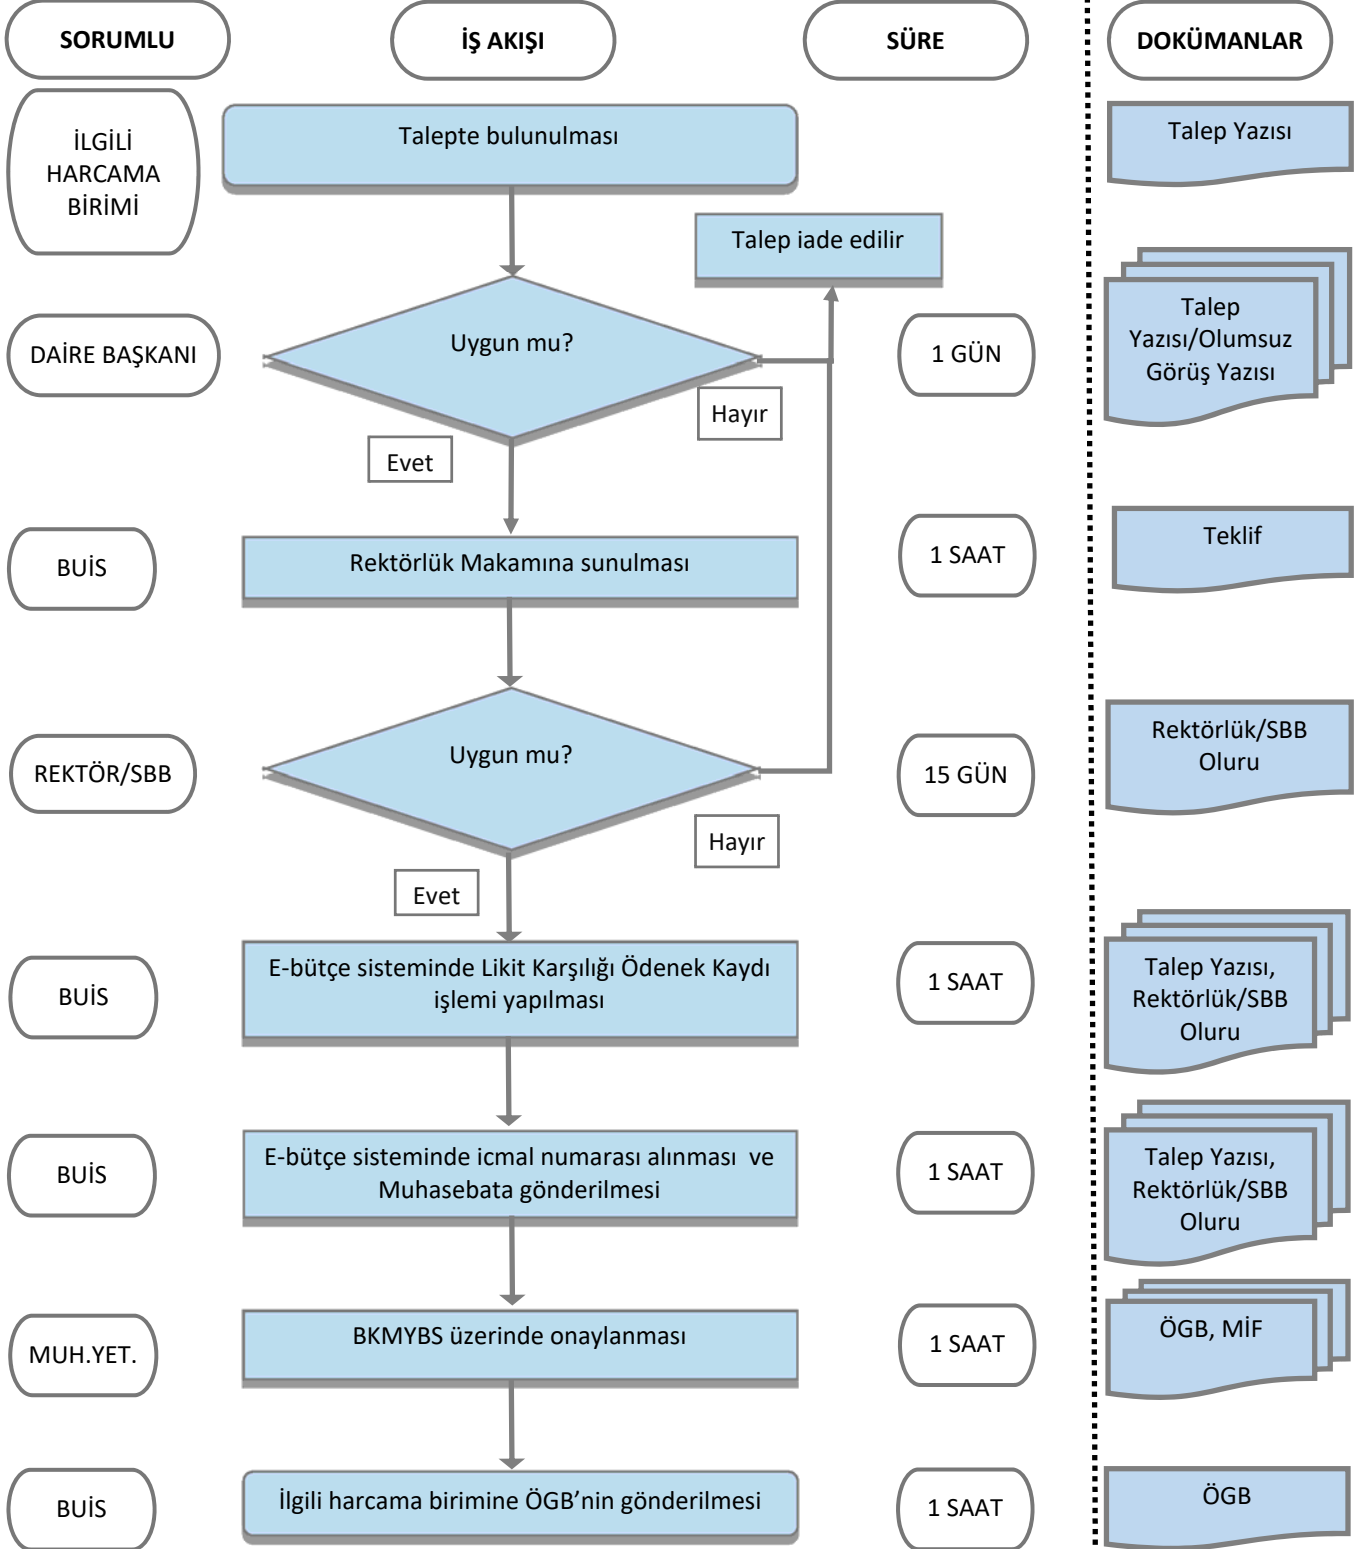 SORUMLU
İŞ AKIŞI
SÜRE
DOKÜMANLAR
İLGİLİ
HARCAMA
BİRİMİ
Talepte bulunulması
Talep Yazısı
Talep iade edilir
DAİRE BAŞKANI
Uygun mu?
1 GÜN
Talep
Yazısı/Olumsuz
Görüş Yazısı
Hayır
Evet
BUİS
Rektörlük Makamına sunulması
1 SAAT
Teklif
REKTÖR/SBB
Uygun mu?
15 GÜN
Rektörlük/SBB
Oluru
Hayır
Evet
BUİS
E-bütçe sisteminde Likit Karşılığı Ödenek Kaydı
işlemi yapılması
1 SAAT
Talep Yazısı,
Rektörlük/SBB
Oluru
BUİS
E-bütçe sisteminde icmal numarası alınması ve
Muhasebata gönderilmesi
1 SAAT
Talep Yazısı,
Rektörlük/SBB
Oluru
MUH.YET.
BKMYBS üzerinde onaylanması
1 SAAT
ÖGB, MİF
BUİS
İlgili harcama birimine ÖGB’nin gönderilmesi
1 SAAT
ÖGB